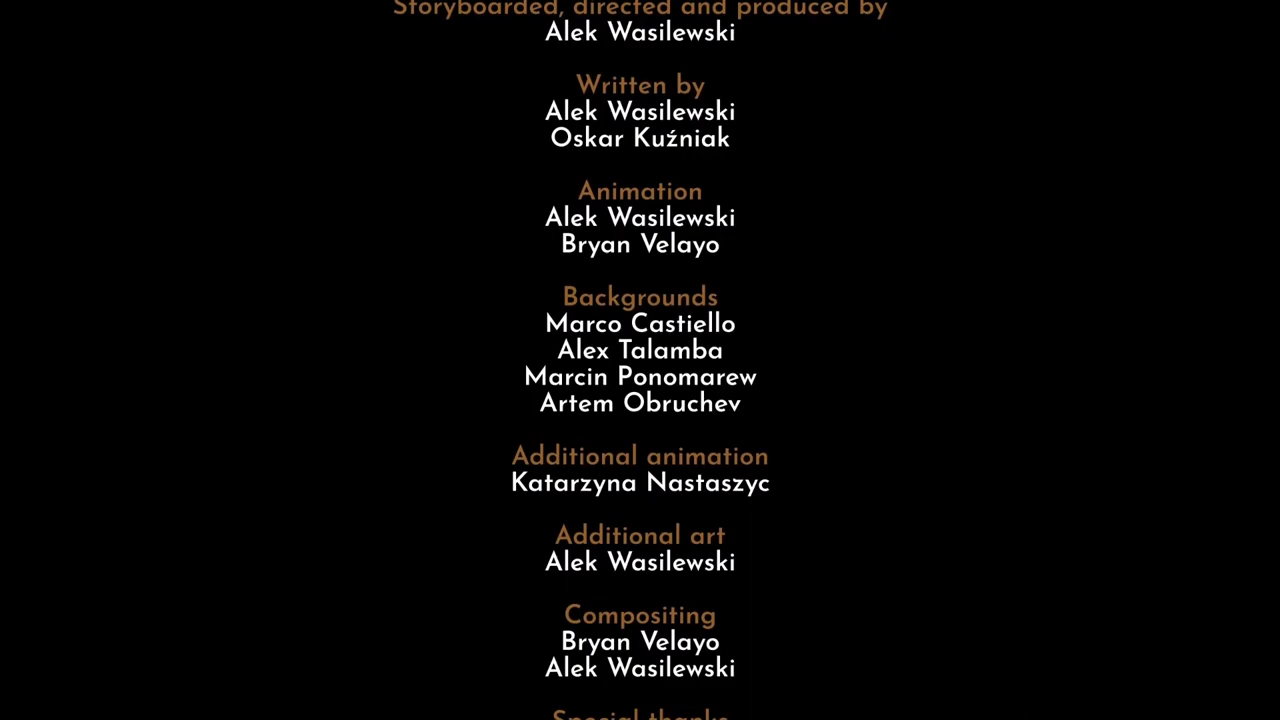 Storyboarded, directed and produced by
Alek Wasilewski
Written by
Alek Wasilewski
Oskar Kuźniak
Animation
Alek Wasilewski
Bryan Velayo
Backgrounds
Marco Castiello
Alex Talamba
Marcin Ponomarew
Artem Obruchev
Additional animation
Katarzyna Nastaszyc
Additional art
Alek Wasilewski
Compositing
Bryan Velayo
Alek Wasilewski
Special thanks